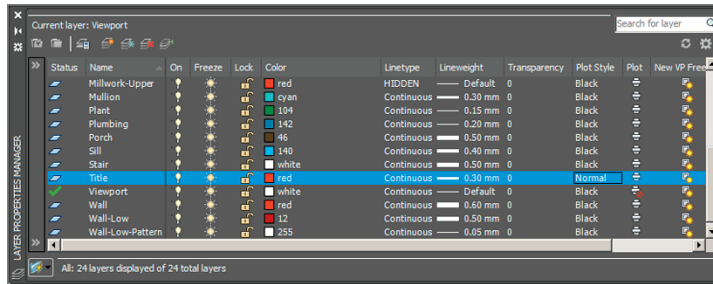 Current layer: Viewport
Search for layer
Status Name On Freeze Lock Color Linetype Lineweight Transparency Plot Style Plot New VP Free
Millwork-Upper red HIDDEN Default 0 Black
Mullion cyan Continuous 0.30 mm 0 Black
Plant 104 Continuous 0.15 mm 0 Black
Plumbing 142 Continuous 0.20 mm 0 Black
Porch 46 Continuous 0.50 mm 0 Black
Sill 140 Continuous 0.40 mm 0 Black
Stair white Continuous 0.50 mm 0 Black
Title red Continuous 0.30 mm 0 Normal
Viewport white Continuous Default 0 Black
Wall red Continuous 0.60 mm 0 Black
Wall-Low 12 Continuous 0.50 mm 0 Black
Wall-Low-Pattern 255 Continuous 0.05 mm 0 Black
LAYER PROPERTIES MANAGER
All: 24 layers displayed of 24 total layers